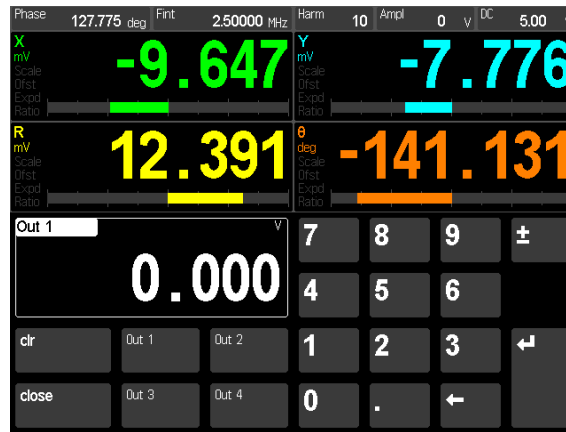 Phase 127.775 deg Fint 2.50000 MHz Harm 10 Ampl 0 V DC 5.00
X
mV
Scale
Ofst
Expd
Ratio
-9.647
Y
mV
Scale
Ofst
Expd
Ratio
-7.776
R
mV
Scale
Ofst
Expd
Ratio
12.391
θ
deg
Scale
Ofst
Expd
Ratio
-141.131
Out 1 V
0.000
7 8 9 ±
4 5 6
clr Out 1 Out 2 1 2 3 ↵
close Out 3 Out 4 0 . ←